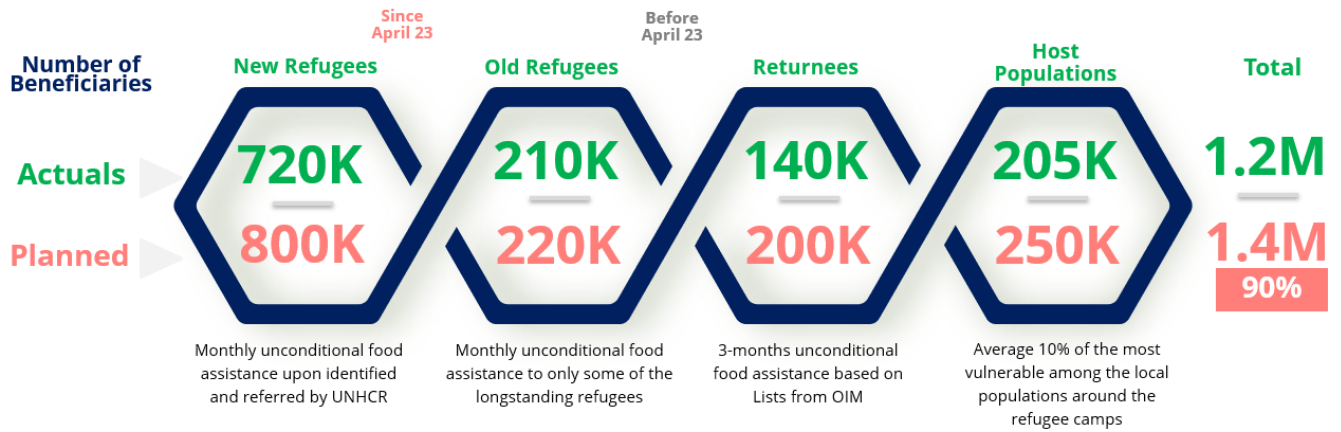 Since
April 23
Before
April 23
Number of
Beneficiaries
New Refugees
Old Refugees
Returnees
Host
Populations
Total
Actuals
720K
210K
140K
205K
1.2M
Planned
800K
220K
200K
250K
1.4M
90%
Monthly unconditional food
assistance upon identified
and referred by UNHCR
Monthly unconditional food
assistance to only some of the
longstanding refugees
3-months unconditional
food assistance based on
Lists from OIM
Average 10% of the most
vulnerable among the local
populations around the
refugee camps